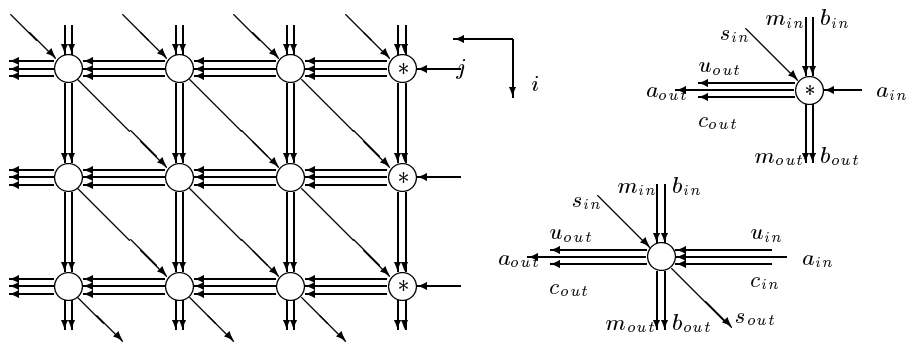 *
j
i
*
*
m_in b_in
s_in
u_out
a_out * a_in
c_out
m_out b_out
m_in b_in
s_in
u_out u_in
a_out a_in
c_out c_in
m_out b_out s_out